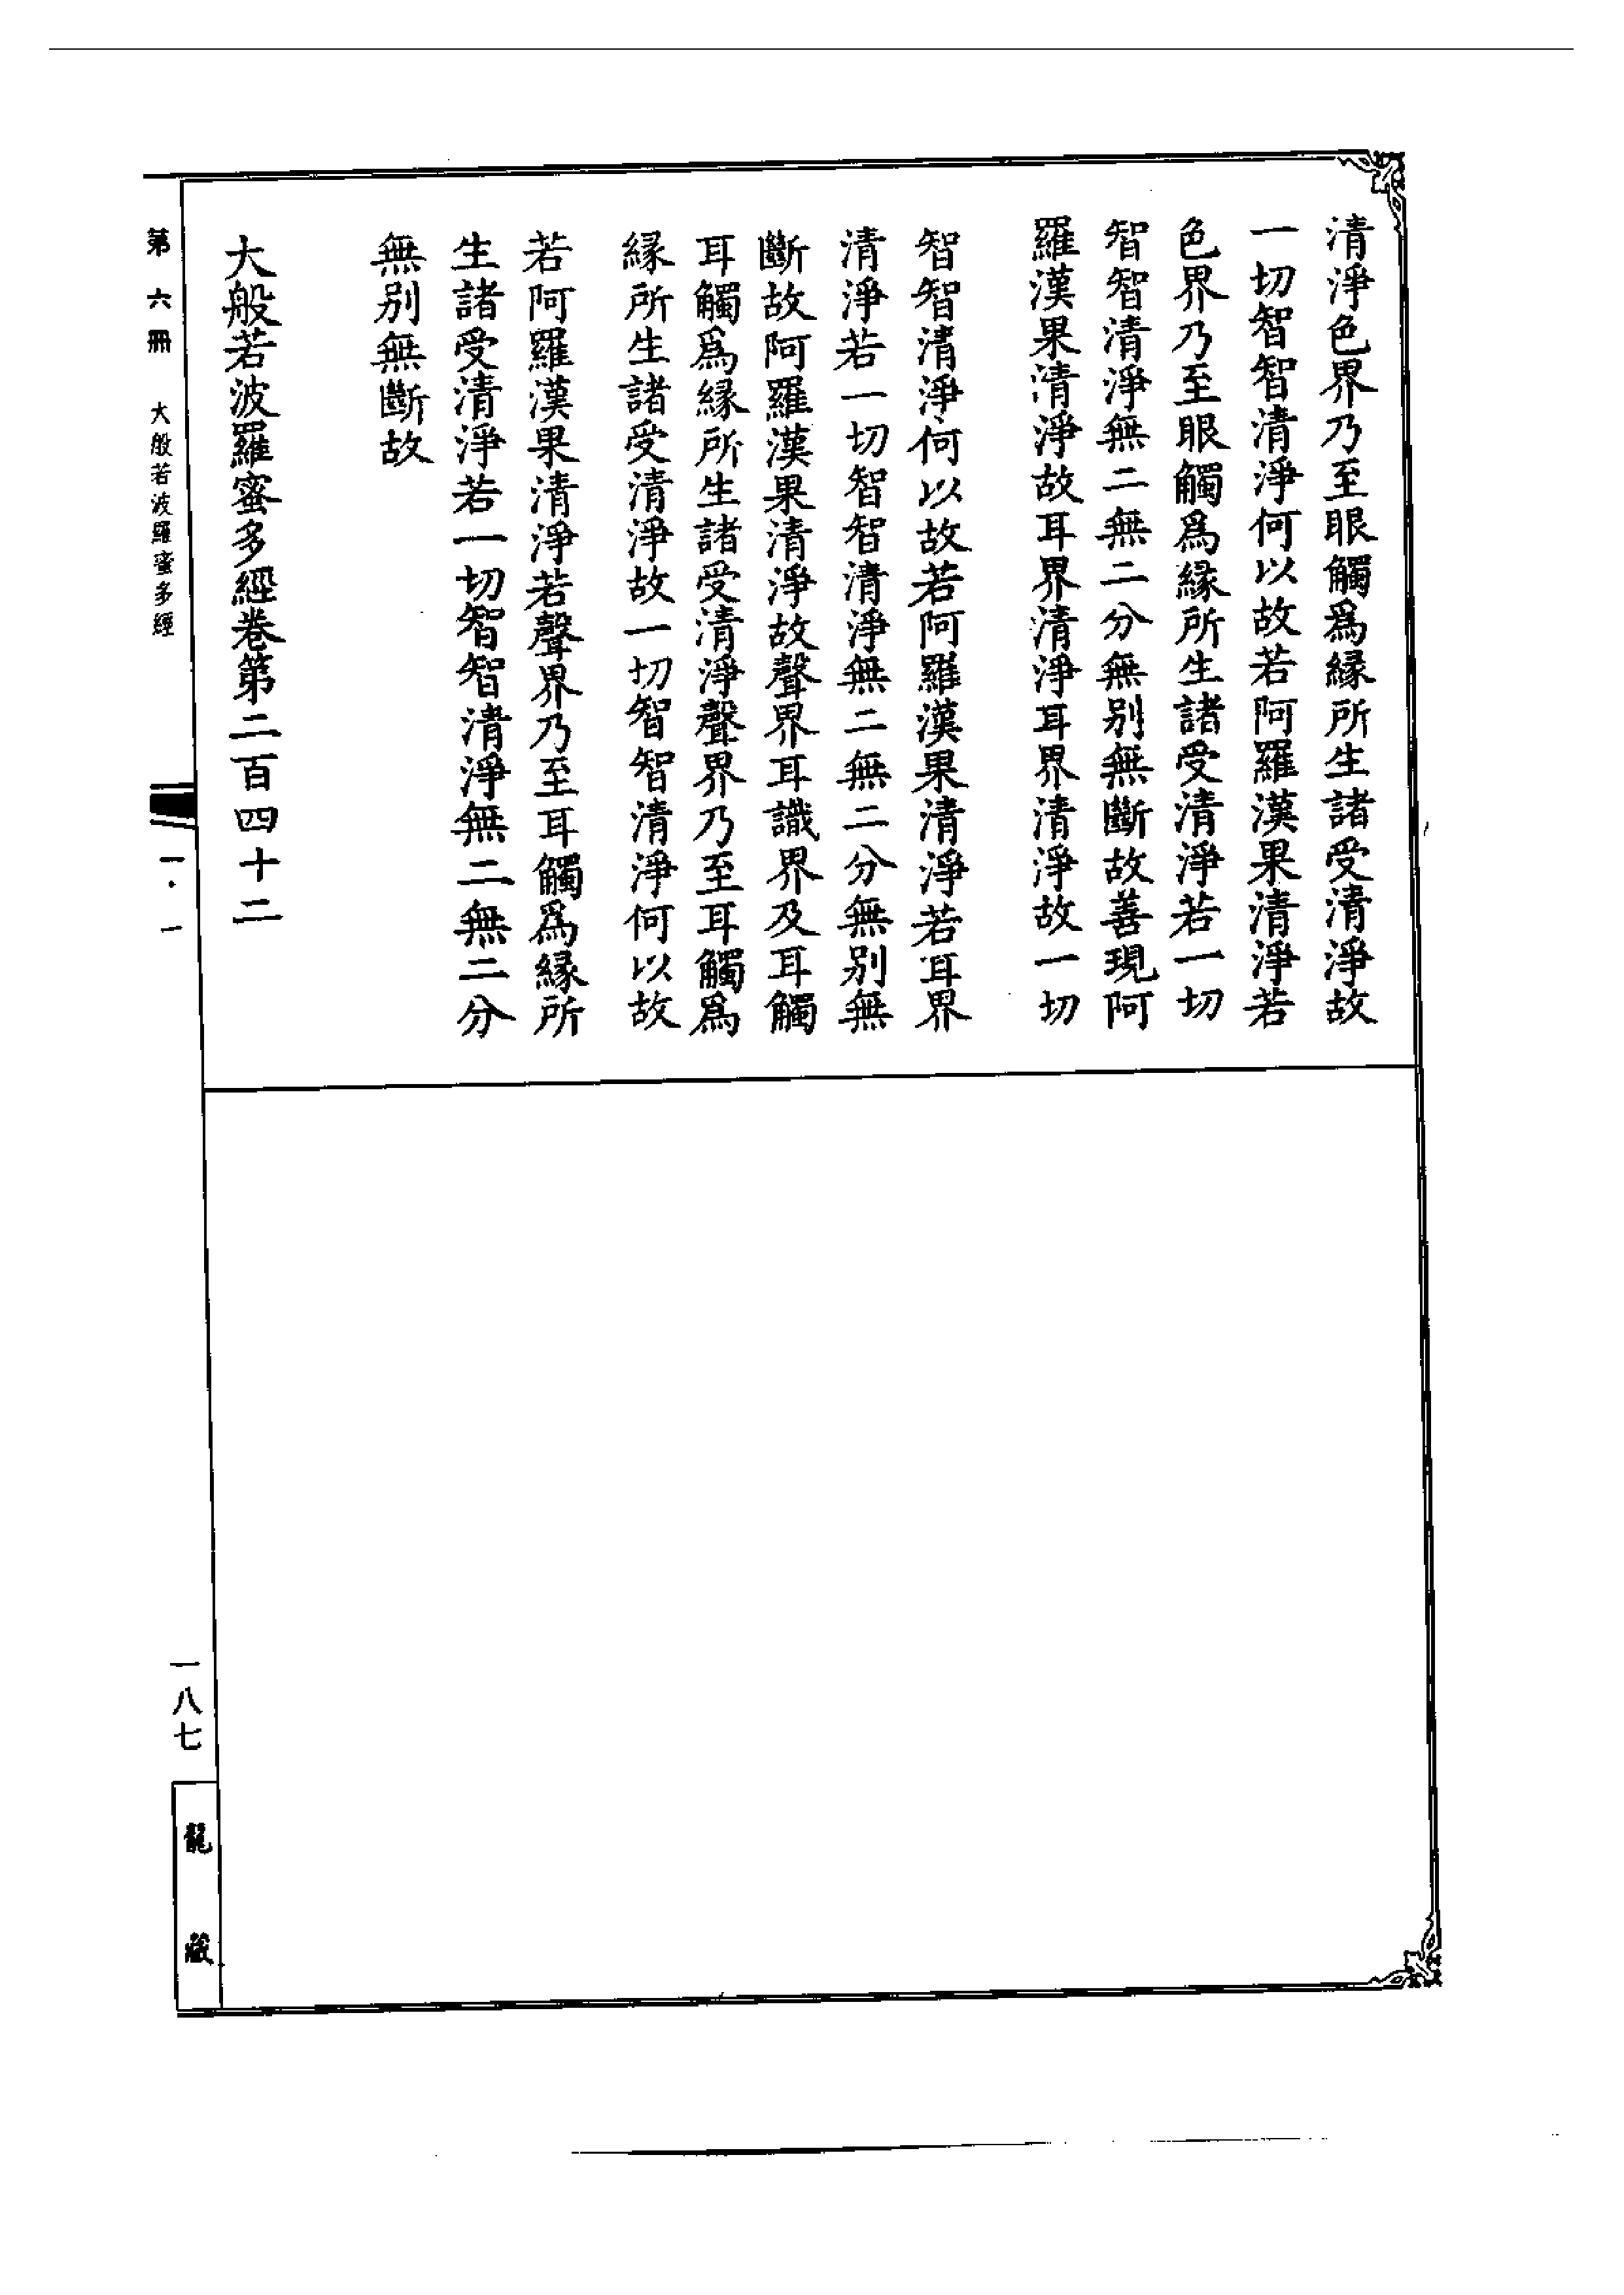 清淨色界乃至眼觸爲緣所生諸受清淨故
一切智智清淨何以故若阿羅漢果清淨若
色界乃至眼觸爲緣所生諸受清淨若一切
智智清淨無二無二分無別無斷故善現阿
羅漢果清淨故耳界清淨耳界清淨故一切
智智清淨何以故若阿羅漢果清淨若耳界
清淨若一切智智清淨無二無二分無別無
斷故阿羅漢果清淨故聲界耳識界及耳觸
耳觸爲緣所生諸受清淨聲界乃至耳觸爲
緣所生諸受清淨故一切智智清淨何以故
若阿羅漢果清淨若聲界乃至耳觸爲緣所
生諸受清淨若一切智智清淨無二無二分
無別無斷故
大般若波羅蜜多經卷第二百四十二
第六冊 大般若波羅蜜多經 一·一
一八七
龍藏